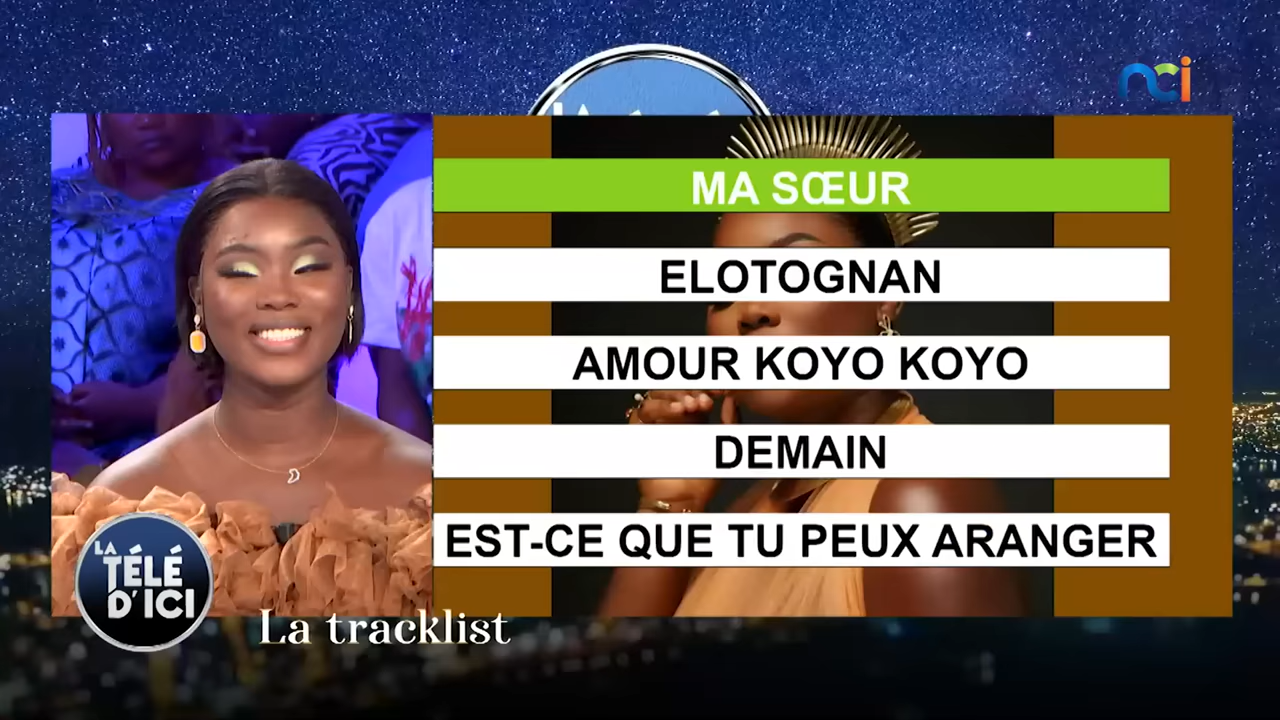 nci
MA SŒUR
ELOTOGNAN
AMOUR KOYO KOYO
DEMAIN
EST-CE QUE TU PEUX ARANGER
LA
TÉLÉ
D'ICI
La tracklist